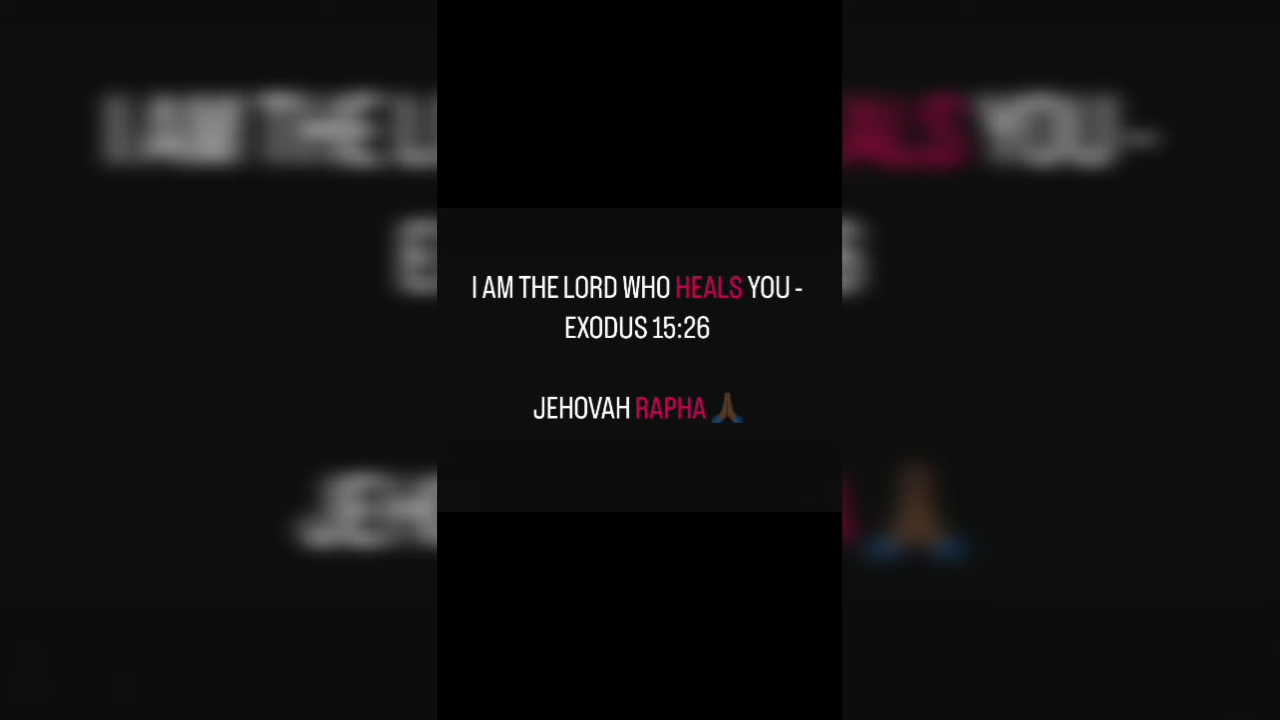 I AM THE LORD WHO HEALS YOU -
EXODUS 15:26
JEHOVAH RAPHA 🙏🏾